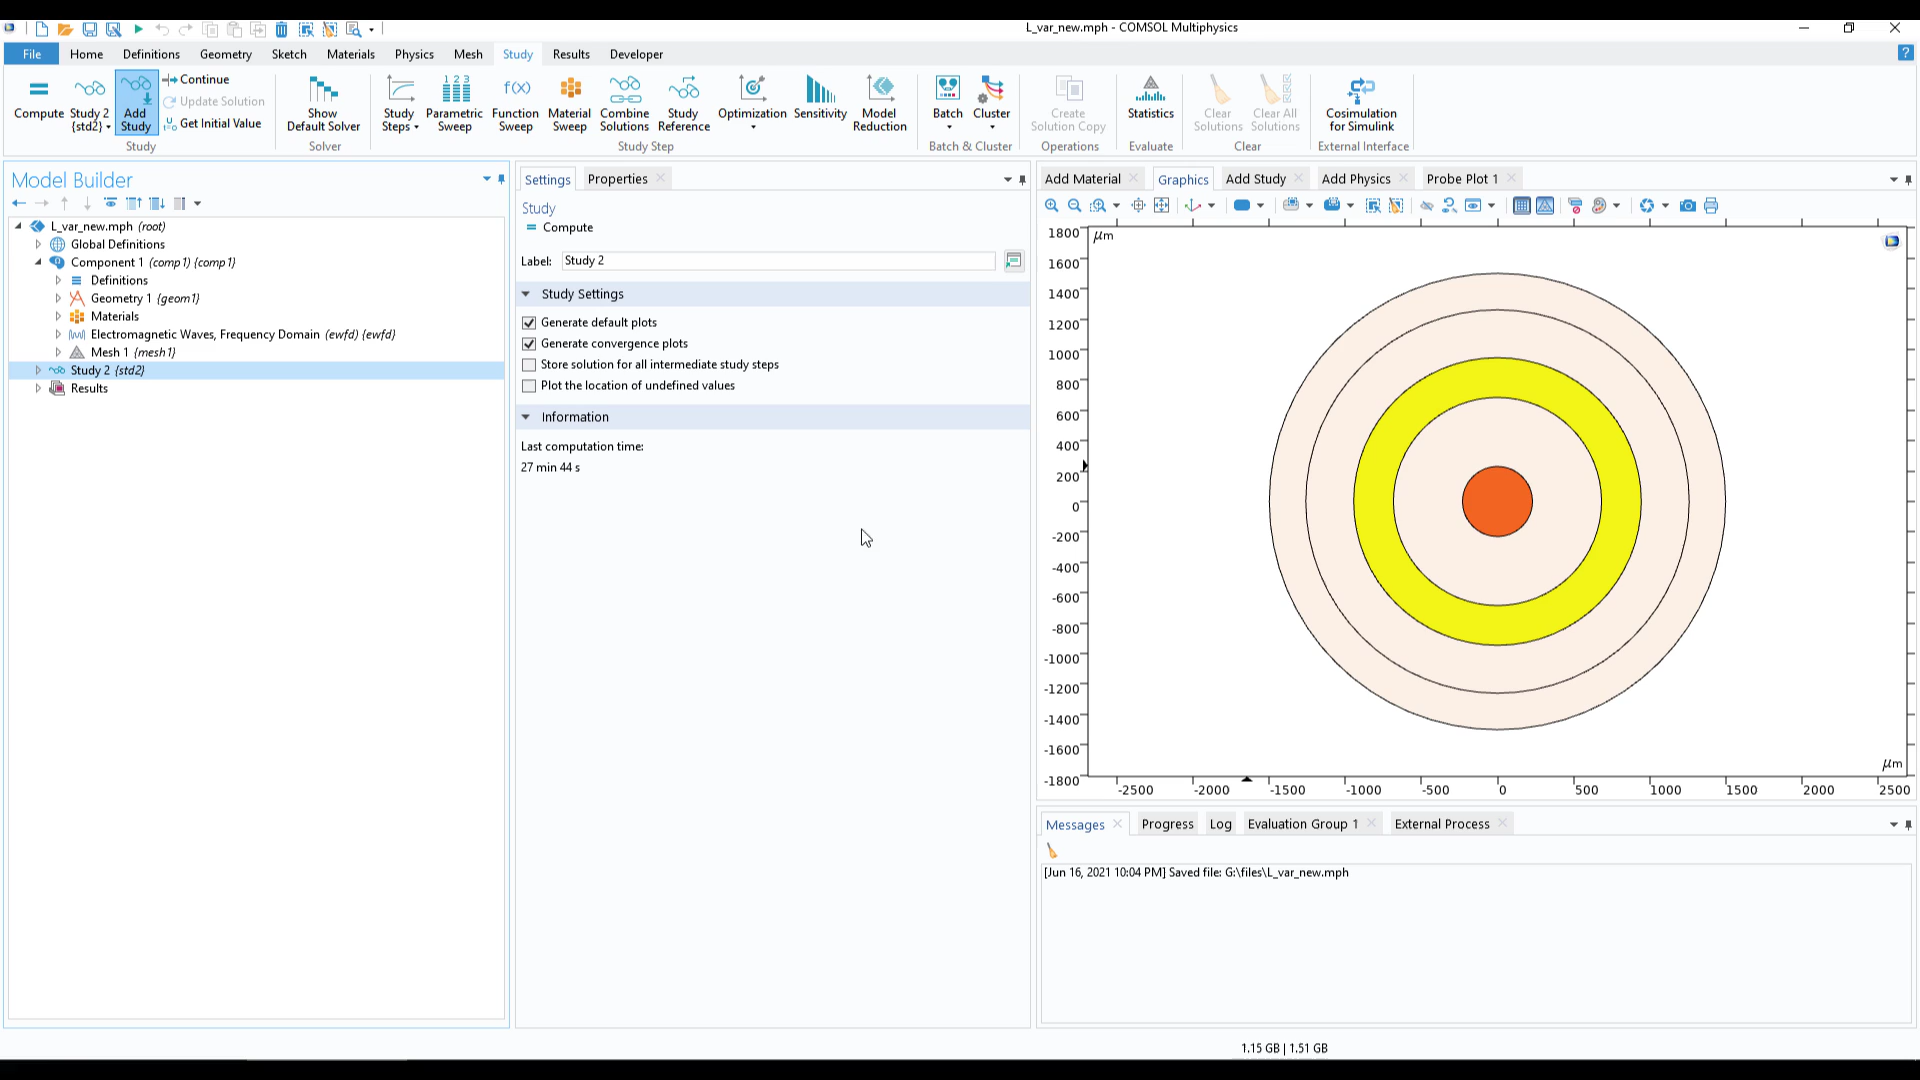 L_var_new.mph - COMSOL Multiphysics
File Home Definitions Geometry Sketch Materials Physics Mesh Study Results Developer
Compute
Study 2 {std2}
Add Study
Continue
Update Solution
Get Initial Value
Study
Show Default Solver
Solver
Study Steps
Parametric Sweep
Function Sweep
Material Sweep
Combine Solutions
Study Reference
Optimization
Sensitivity
Model Reduction
Study Step
Batch
Cluster
Batch & Cluster
Create Solution Copy
Operations
Statistics
Evaluate
Clear Solutions
Clear All Solutions
Clear
Cosimulation for Simulink
External Interface
Model Builder
L_var_new.mph (root)
Global Definitions
Component 1 (comp1) {comp1}
Definitions
Geometry 1 {geom1}
Materials
Electromagnetic Waves, Frequency Domain (ewfd) {ewfd}
Mesh 1 {mesh1}
Study 2 {std2}
Results
Settings Properties
Study
= Compute
Label: Study 2
Study Settings
Generate default plots
Generate convergence plots
Store solution for all intermediate study steps
Plot the location of undefined values
Information
Last computation time:
27 min 44 s
Add Material Graphics Add Study Add Physics Probe Plot 1
µm
1800
1600
1400
1200
1000
800
600
400
200
0
-200
-400
-600
-800
-1000
-1200
-1400
-1600
-1800
µm
-2500 -2000 -1500 -1000 -500 0 500 1000 1500 2000 2500
Messages Progress Log Evaluation Group 1 External Process
[Jun 16, 2021 10:04 PM] Saved file: G:\files\L_var_new.mph
1.15 GB | 1.51 GB